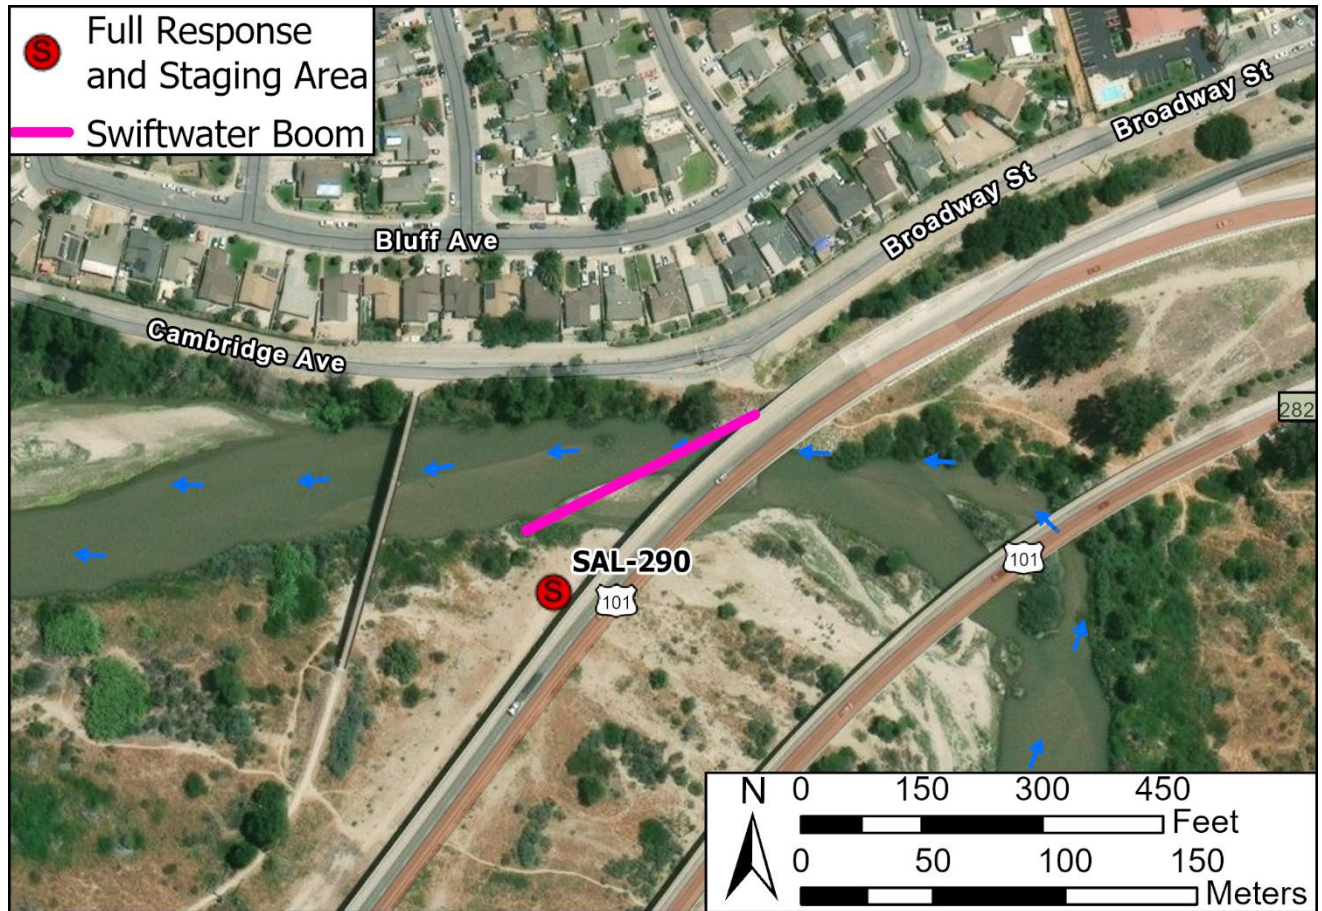 S
Full Response
and Staging Area
Swiftwater Boom
Broadway St
Broadway St
Bluff Ave
Cambridge Ave
282
101
SAL-290
S
101
N
0 150 300 450
Feet
0 50 100 150
Meters